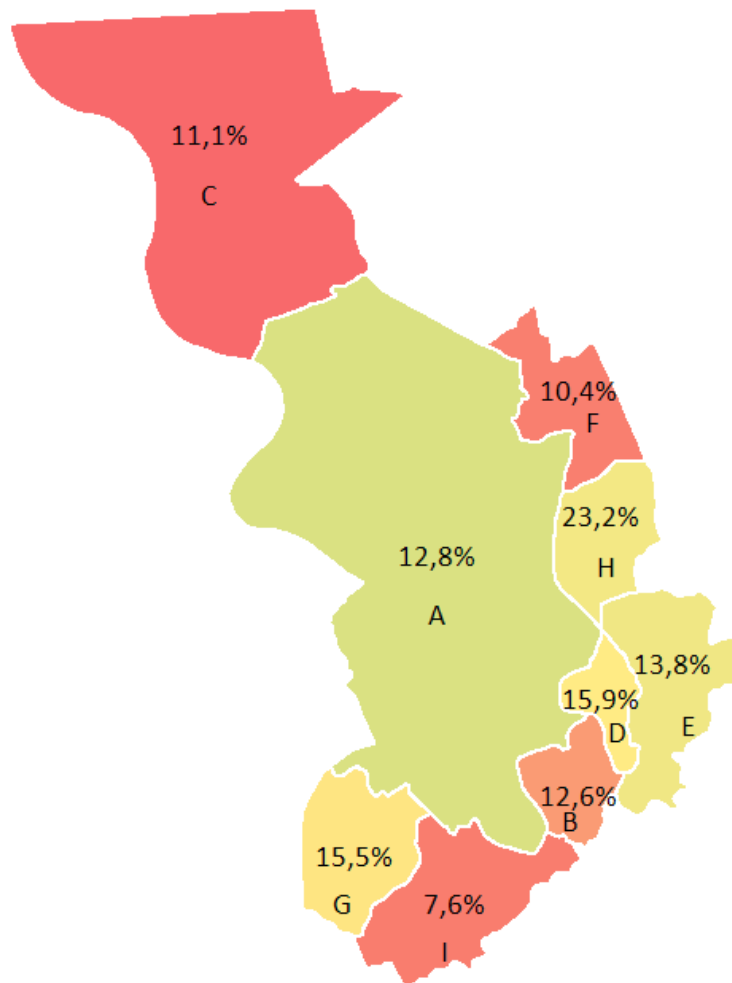 11,1%
C
10,4%
F
23,2%
H
12,8%
A
13,8%
E
15,9%
D
12,6%
B
15,5%
G
7,6%
I